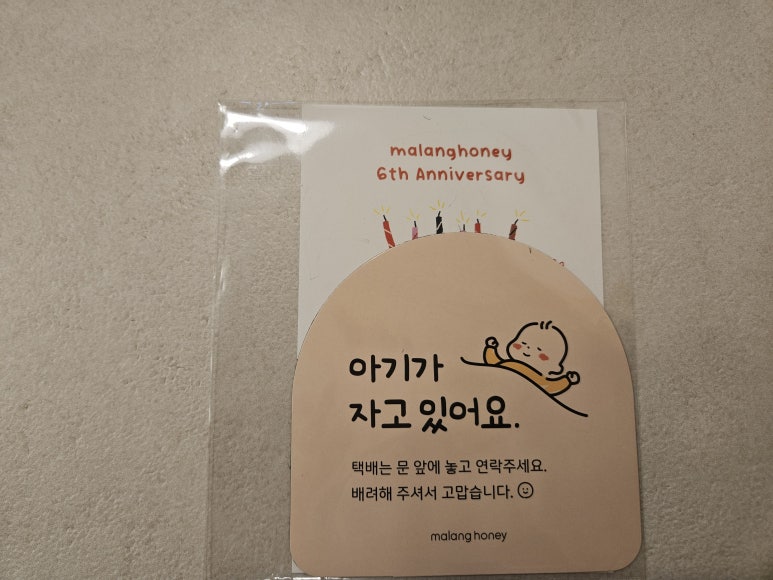 malanghoney
6th Anniversary
아기가
자고 있어요.
택배는 문 앞에 놓고 연락주세요.
배려해 주셔서 고맙습니다.
malang honey